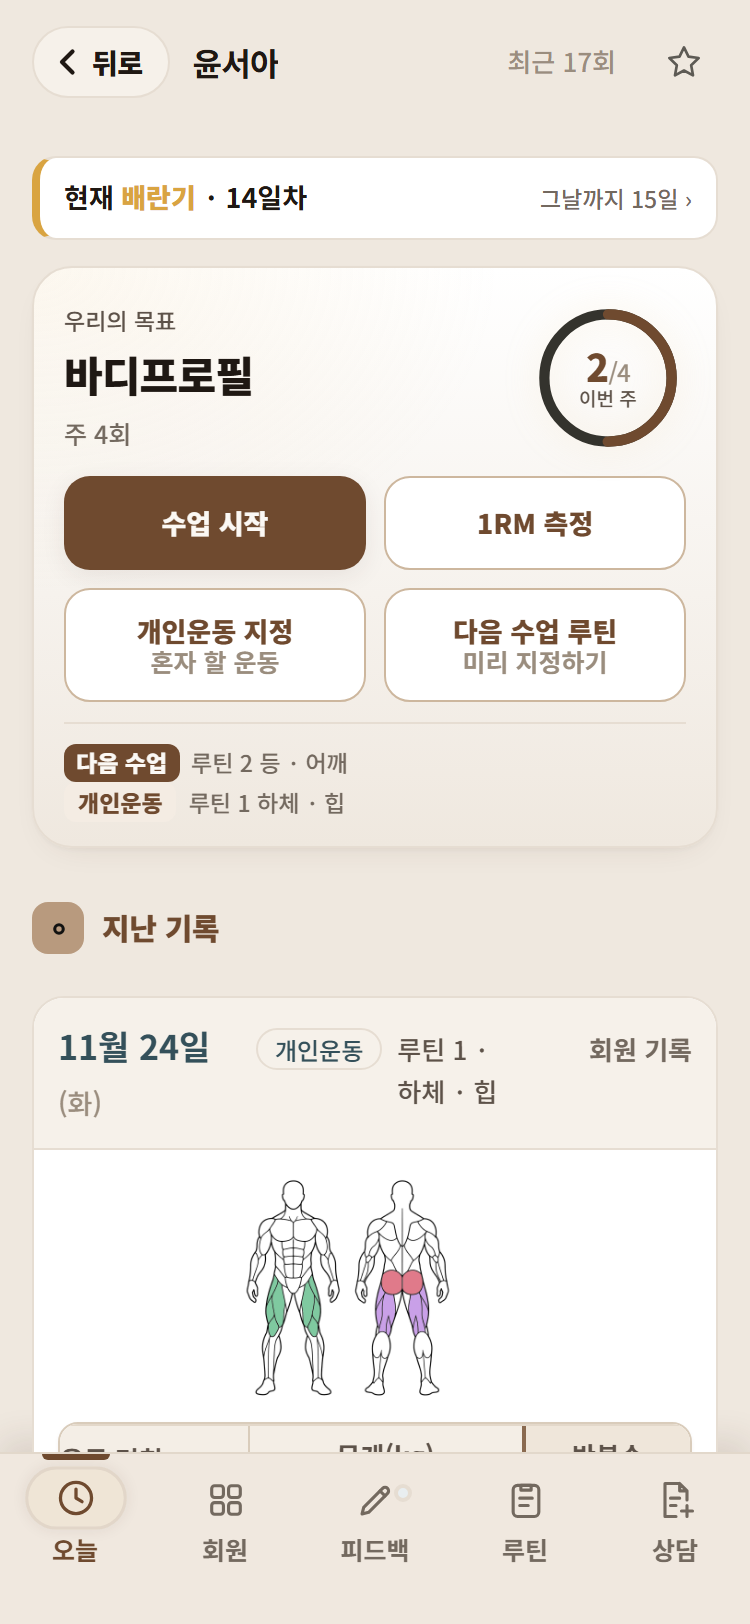 뒤로 윤서아 최근 17회
현재 배란기 · 14일차 그날까지 15일 ›
우리의 목표
바디프로필
주 4회
2/4
이번 주
수업 시작 1RM 측정
개인운동 지정 다음 수업 루틴
혼자 할 운동 미리 지정하기
다음 수업 루틴 2 등 · 어깨
개인운동 루틴 1 하체 · 힙
지난 기록
11월 24일 개인운동 루틴 1 · 회원 기록
(화) 하체 · 힙
무게(kg)
오늘 회원 피드백 루틴 상담